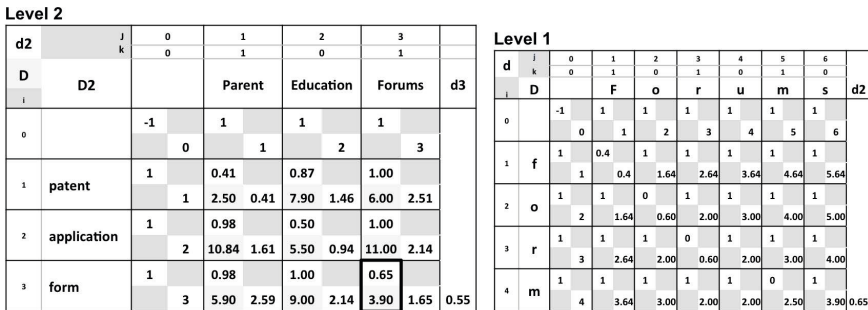 Level 2
d2 J 0 1 2 3
k 0 1 0 1
D D2 Parent Education Forums d3
i
0 -1 1 1 1
0 1 2 3
1 patent 1 0.41 0.87 1.00
1 2.50 0.41 7.90 1.46 6.00 2.51
2 application 1 0.98 0.50 1.00
2 10.84 1.61 5.50 0.94 11.00 2.14
3 form 1 0.98 1.00 0.65
3 5.90 2.59 9.00 2.14 3.90 1.65 0.55
Level 1
d j 0 1 2 3 4 5 6
k 0 1 0 1 0 1 0
i D F o r u m s d2
0 -1 1 1 1 1 1 1
0 1 2 3 4 5 6
1 f 1 0.4 1 1 1 1 1
1 0.4 1.64 2.64 3.64 4.64 5.64
2 o 1 1 0 1 1 1 1
2 1.64 0.60 2.00 3.00 4.00 5.00
3 r 1 1 1 0 1 1 1
3 2.64 2.00 0.60 2.00 3.00 4.00
4 m 1 1 1 1 1 0 1
4 3.64 3.00 2.00 2.00 2.50 3.90 0.65